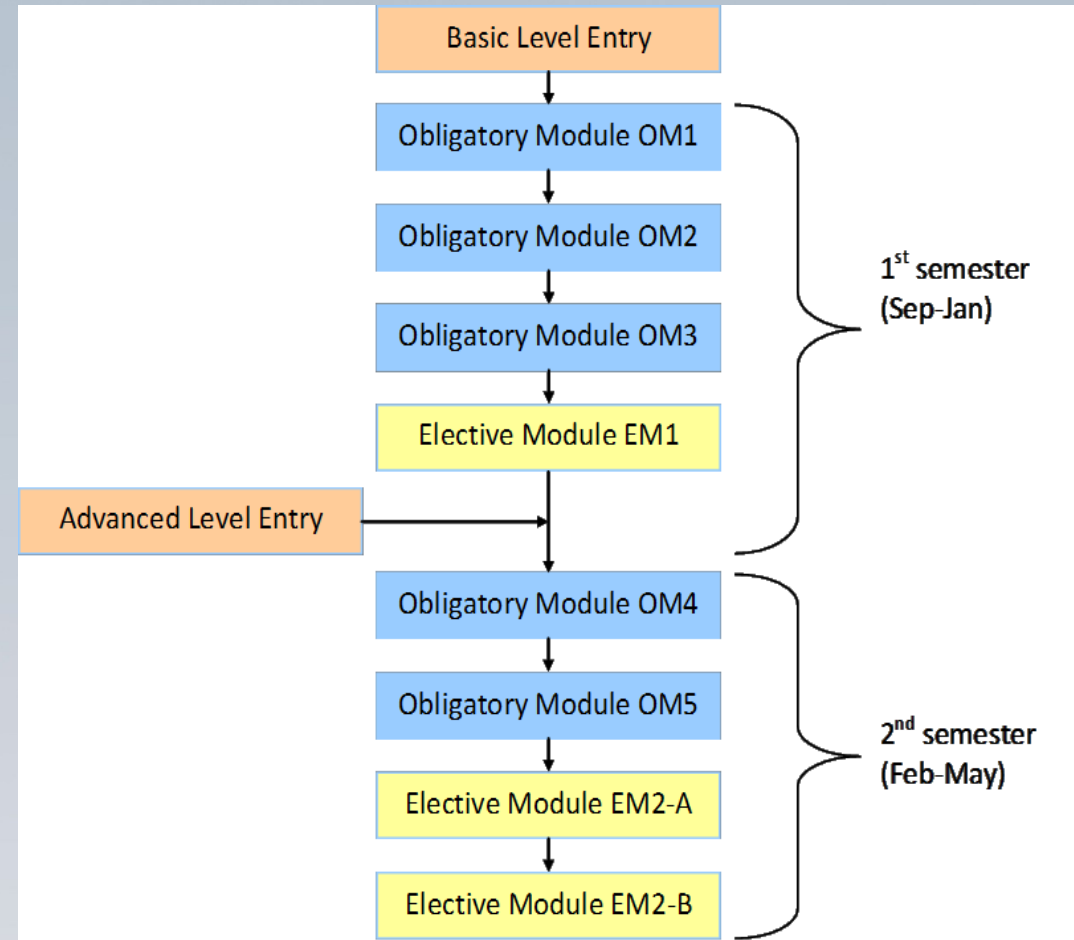 Basic Level Entry
Obligatory Module OM1
Obligatory Module OM2
Obligatory Module OM3
Elective Module EM1
1st semester
(Sep-Jan)
Advanced Level Entry
Obligatory Module OM4
Obligatory Module OM5
Elective Module EM2-A
Elective Module EM2-B
2nd semester
(Feb-May)